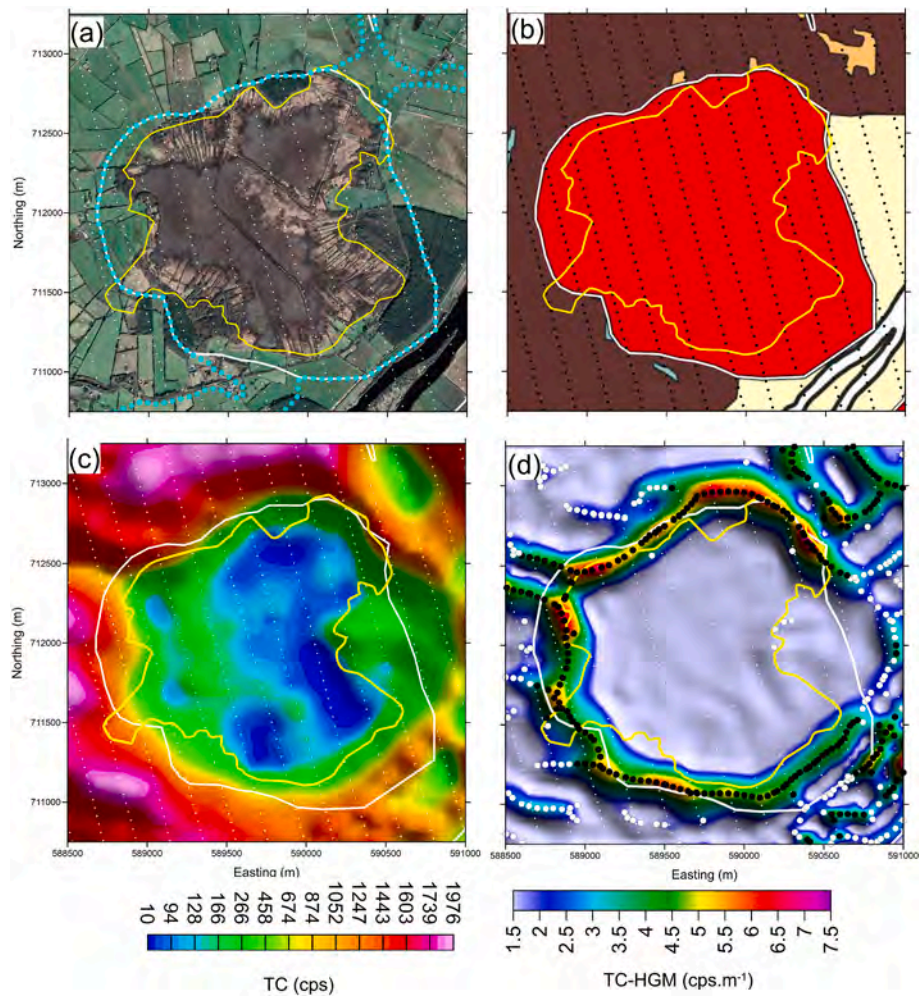 (a)
(b)
713000
712500
712000
711500
711000
Northing (m)
(c)
(d)
713000
712500
712000
711500
711000
Northing (m)
588500 589000 589500 590000 590500 591000
588500 589000 589500 590000 590500 591000
Easting (m)
Easting (m)
10 94 128 166 266 458 674 874 1052 1247 1443 1603 1739 1976
TC (cps)
1.5 2 2.5 3 3.5 4 4.5 5 5.5 6 6.5 7 7.5
TC-HGM (cps.m⁻¹)